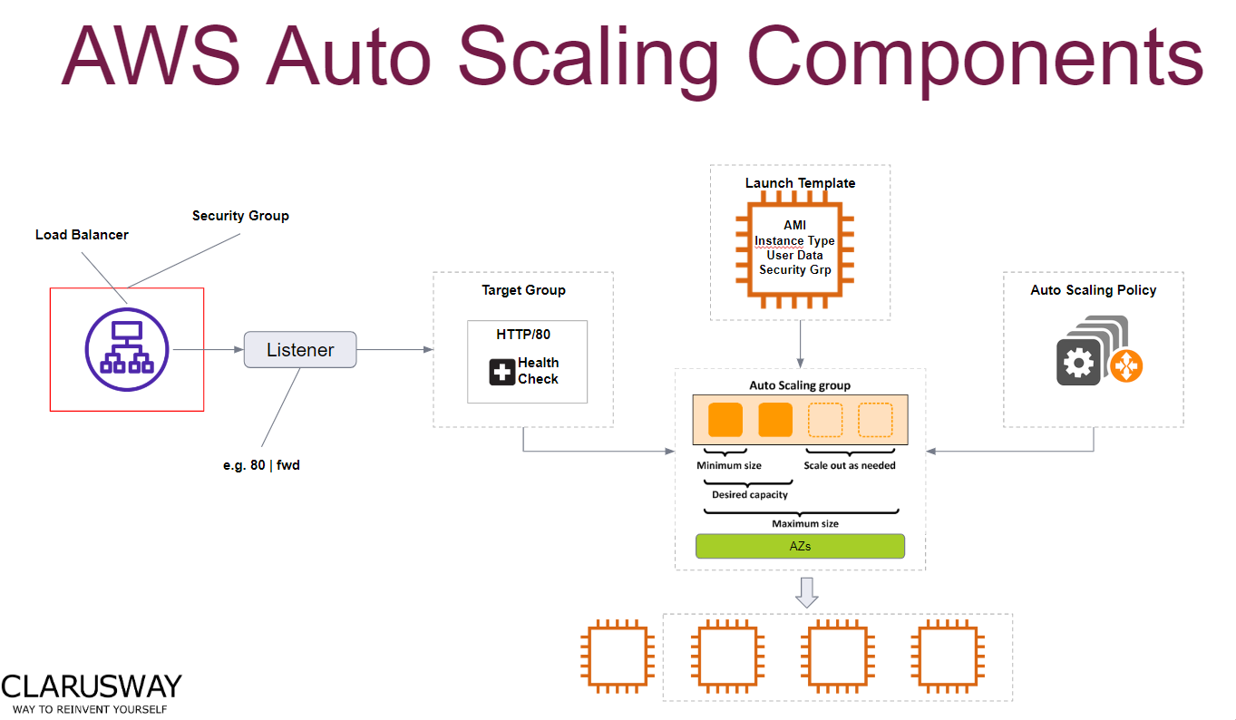 AWS Auto Scaling Components
Security Group
Load Balancer
Listener
e.g. 80 | fwd
Target Group
HTTP/80
Health
Check
Launch Template
AMI
Instance Type
User Data
Security Grp
Auto Scaling Policy
Auto Scaling group
Minimum size
Scale out as needed
Desired capacity
Maximum size
AZs
CLARUSWAY
WAY TO REINVENT YOURSELF